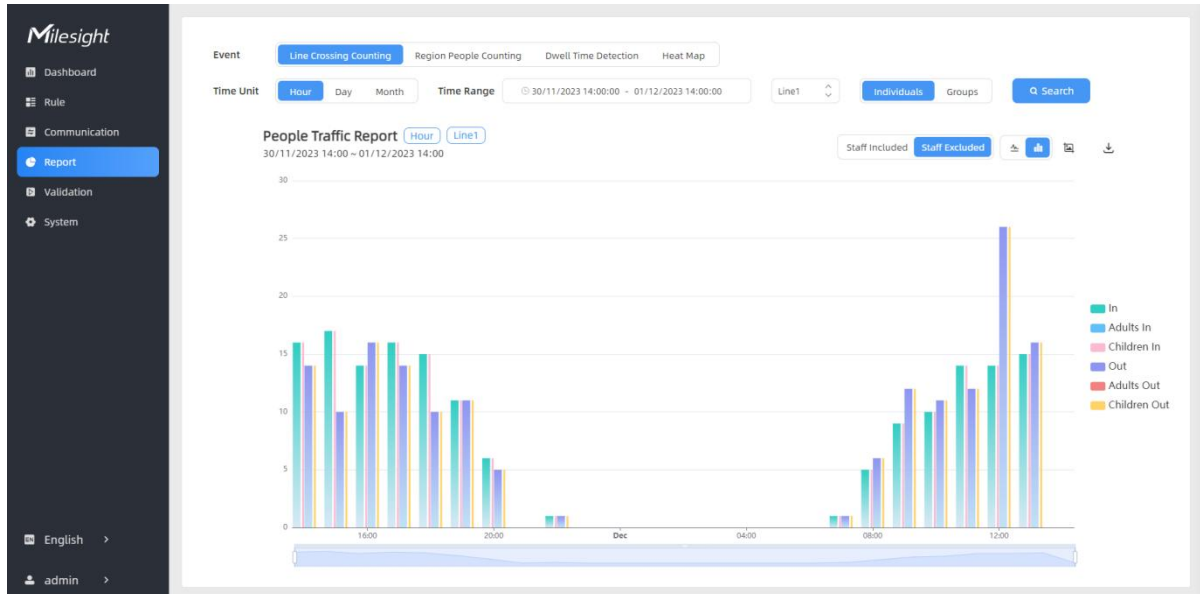 Milesight
Dashboard
Rule
Communication
Report
Validation
System
EN English >
admin >
Event Line Crossing Counting Region People Counting Dwell Time Detection Heat Map
Time Unit Hour Day Month Time Range 30/11/2023 14:00:00 - 01/12/2023 14:00:00 Line1 Individuals Groups Search
People Traffic Report Hour Line1
30/11/2023 14:00 ~ 01/12/2023 14:00
Staff Included Staff Excluded
30
25
20
15
10
5
0
16:00 20:00 Dec 04:00 08:00 12:00
In
Adults In
Children In
Out
Adults Out
Children Out